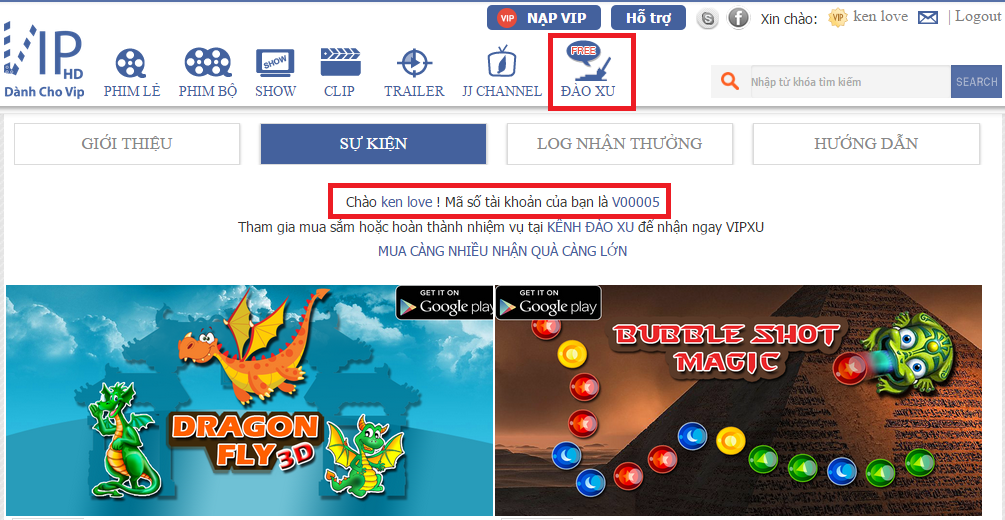 VIP NẠP VIP
Hỗ trợ
Xin chào: VIP ken love | Logout
VIP
HD
Dành Cho Vip
PHIM LẺ
PHIM BỘ
SHOW
SHOW
CLIP
TRAILER
JJ CHANNEL
FREE
ĐÀO XU
Nhập từ khóa tìm kiếm
SEARCH
GIỚI THIỆU
SỰ KIỆN
LOG NHẬN THƯỞNG
HƯỚNG DẪN
Chào ken love ! Mã số tài khoản của bạn là V00005
Tham gia mua sắm hoặc hoàn thành nhiệm vụ tại KÊNH ĐÀO XU để nhận ngay VIPXU
MUA CÀNG NHIỀU NHẬN QUÀ CÀNG LỚN
GET IT ON
Google play
DRAGON
FLY 3D
GET IT ON
Google play
BUBBLE SHOT
MAGIC